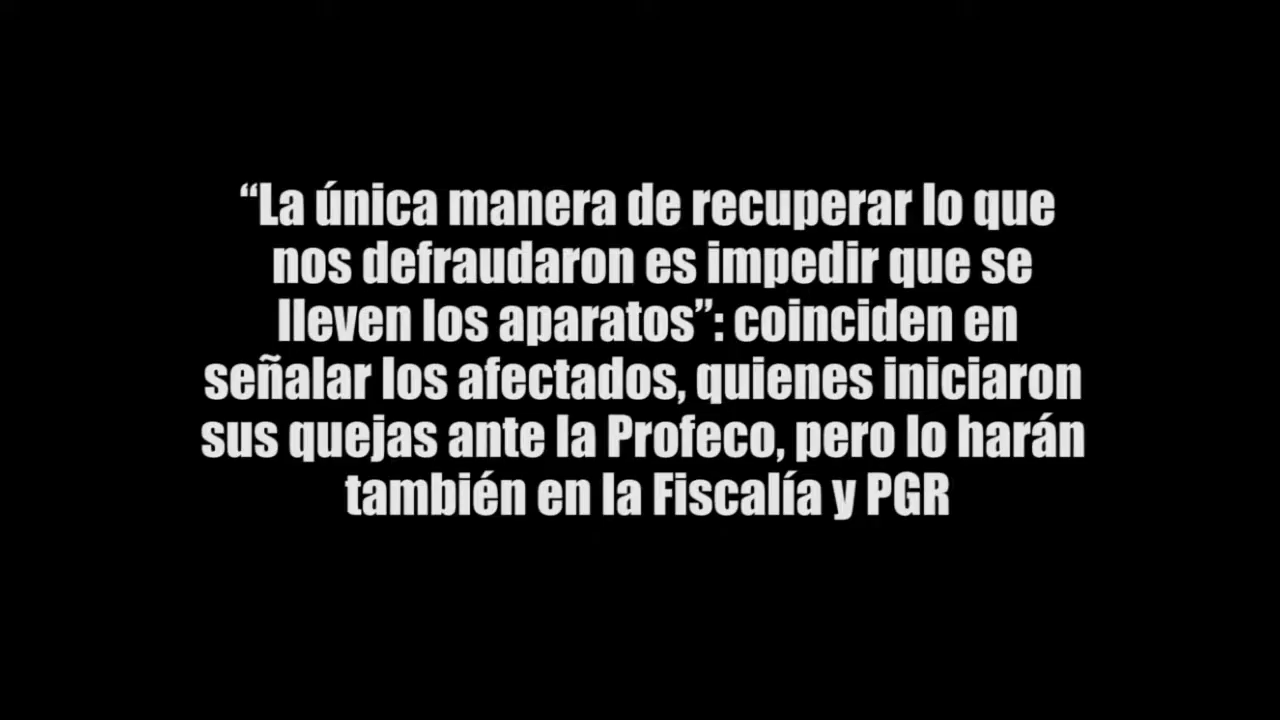 “La única manera de recuperar lo que
nos defraudaron es impedir que se
lleven los aparatos”: coinciden en
señalar los afectados, quienes iniciaron
sus quejas ante la Profeco, pero lo harán
también en la Fiscalía y PGR